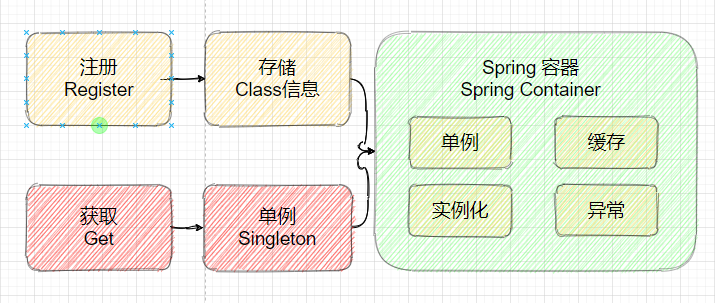 注册
Register
存储
Class信息
Spring 容器
Spring Container
单例
缓存
实例化
异常
获取
Get
单例
Singleton